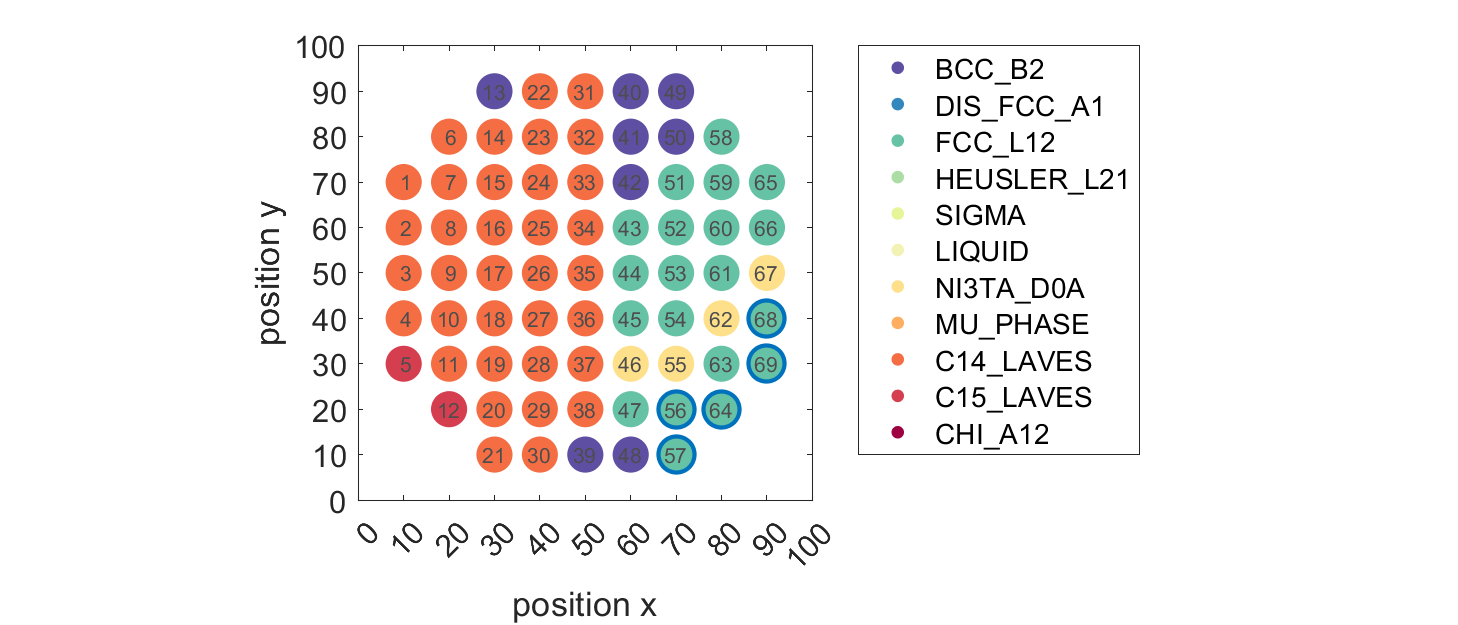 100
90
80
70
60
50
40
30
20
10
0
position y
13 22 31 40 49
6 14 23 32 41 50 58
1 7 15 24 33 42 51 59 65
2 8 16 25 34 43 52 60 66
3 9 17 26 35 44 53 61 67
4 10 18 27 36 45 54 62 68
5 11 19 28 37 46 55 63 69
12 20 29 38 47 56 64
21 30 39 48 57
0 10 20 30 40 50 60 70 80 90 100
position x
BCC_B2
DIS_FCC_A1
FCC_L12
HEUSLER_L21
SIGMA
LIQUID
NI3TA_D0A
MU_PHASE
C14_LAVES
C15_LAVES
CHI_A12